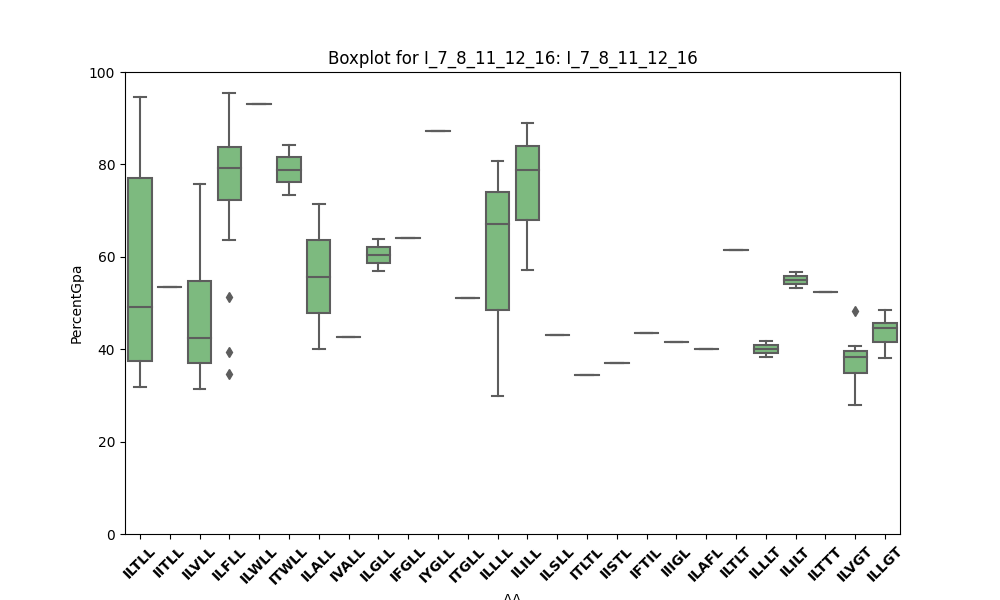 Boxplot for I_7_8_11_12_16: I_7_8_11_12_16
100
80
60
40
20
0
PercentGpa
ILTLL IITLL ILVLL ILFLL ILWLL ITWLL ILALL IVALL ILGLL IFGLL IYGLL ITGLL ILLLL ILILL ILSLL ITLTL IISTL IFTIL IIIGL ILAFL ILTLT ILLLT ILILT ILTTT ILVGT ILLGT
AA